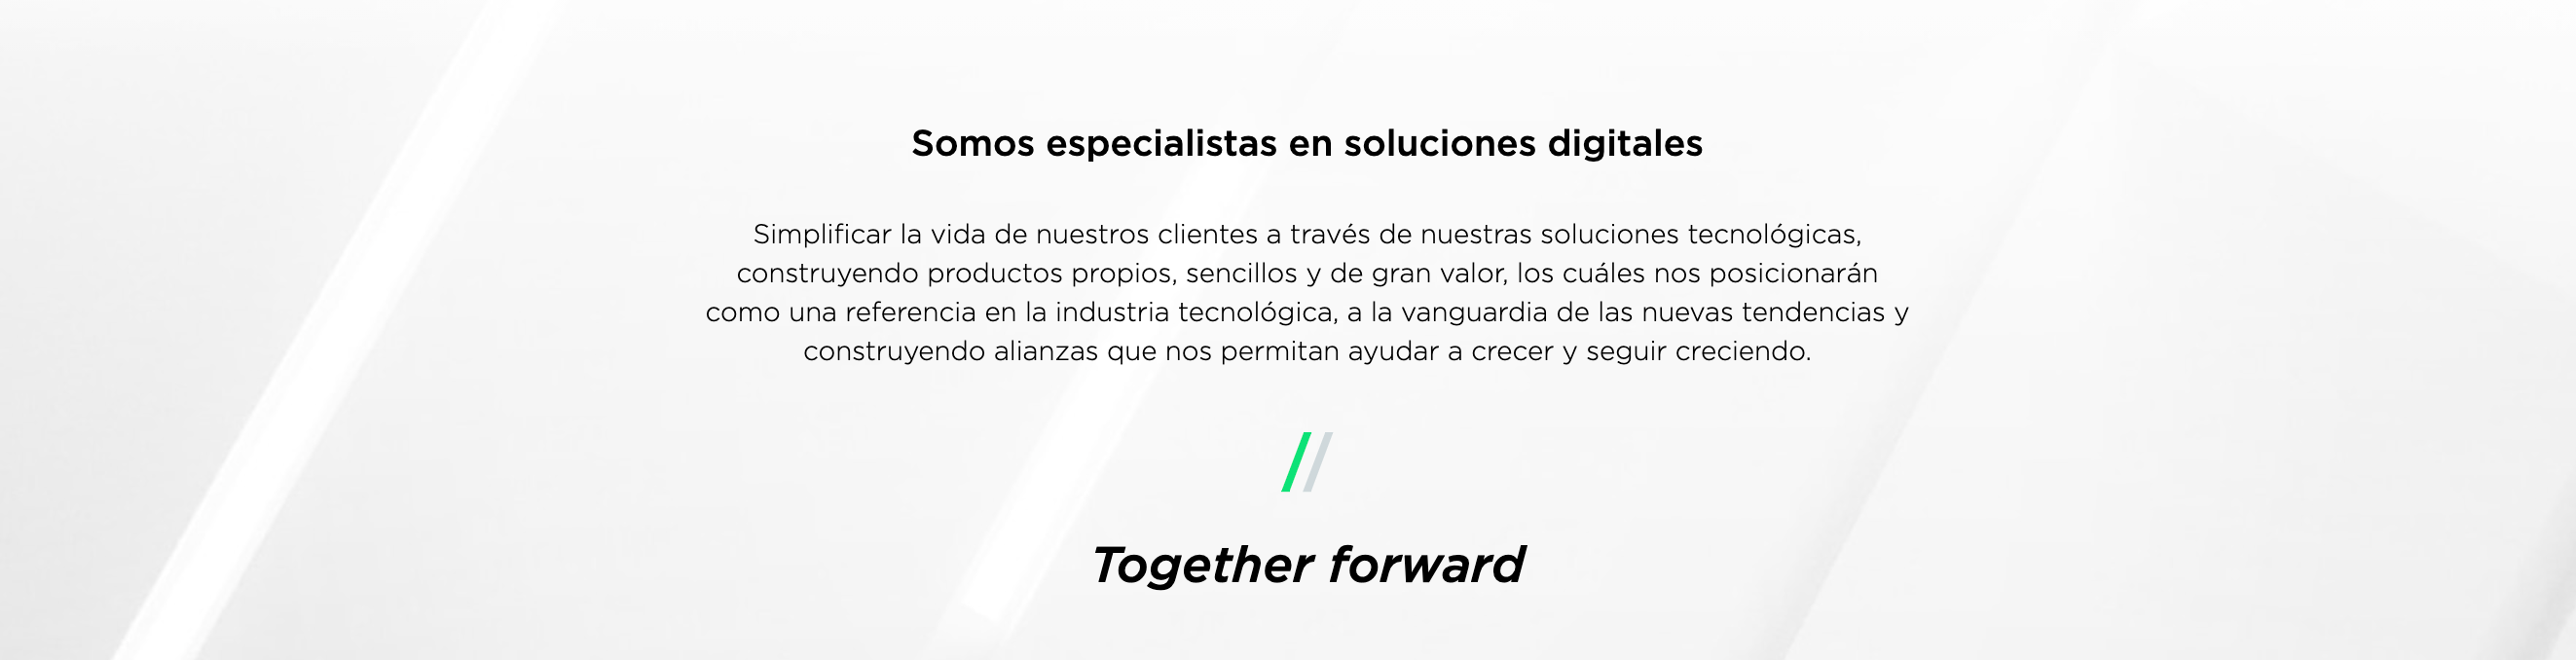 Somos especialistas en soluciones digitales
Simplificar la vida de nuestros clientes a través de nuestras soluciones tecnológicas,
construyendo productos propios, sencillos y de gran valor, los cuáles nos posicionarán
como una referencia en la industria tecnológica, a la vanguardia de las nuevas tendencias y
construyendo alianzas que nos permitan ayudar a crecer y seguir creciendo.
Together forward